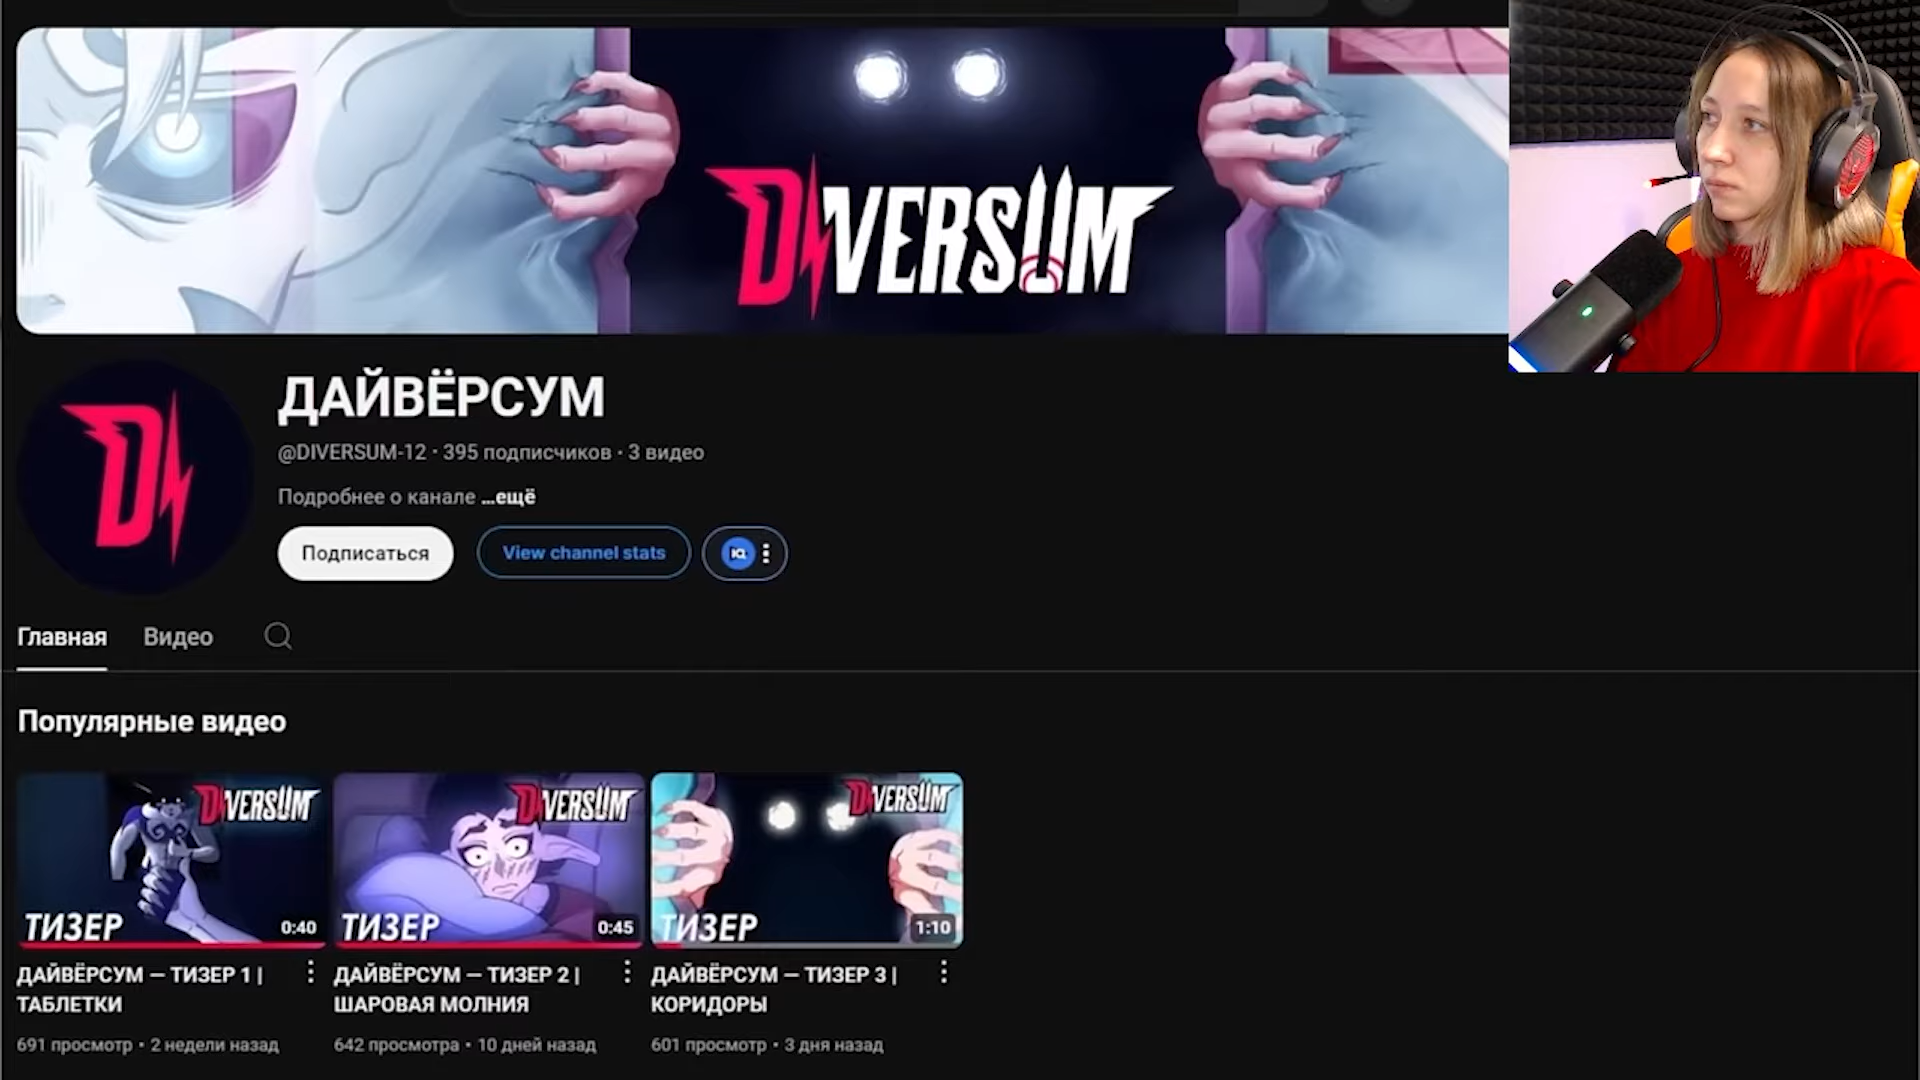 DIVERSUM
ДАЙВЁРСУМ
@DIVERSUM-12 · 395 подписчиков · 3 видео
Подробнее о канале ...ещё
Подписаться
View channel stats
IQ
Главная
Видео
Популярные видео
DIVERSUM
ТИЗЕР
0:40
DIVERSUM
ТИЗЕР
0:45
DIVERSUM
ТИЗЕР
1:10
ДАЙВЁРСУМ — ТИЗЕР 1 |
ТАБЛЕТКИ
691 просмотр · 2 недели назад
ДАЙВЁРСУМ — ТИЗЕР 2 |
ШАРОВАЯ МОЛНИЯ
642 просмотра · 10 дней назад
ДАЙВЁРСУМ — ТИЗЕР 3 |
КОРИДОРЫ
601 просмотр · 3 дня назад